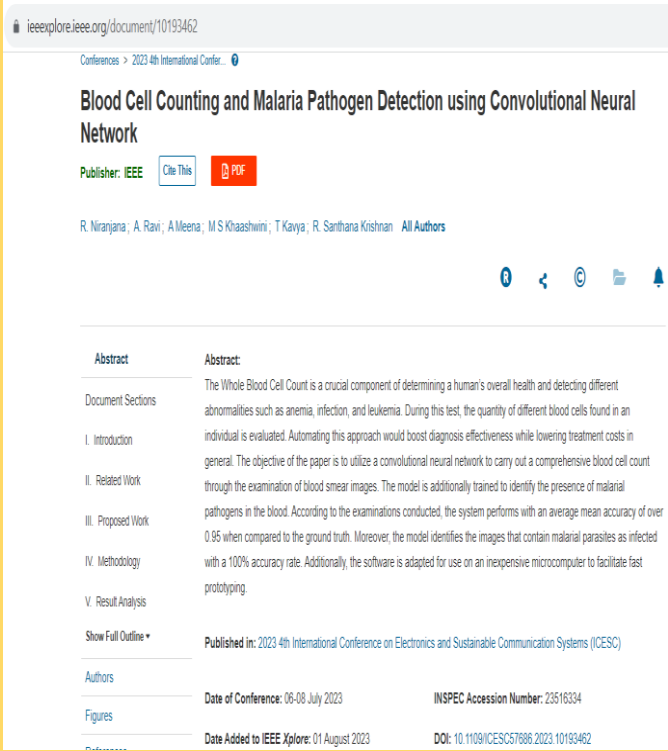 ieeexplore.ieee.org/document/10193462
Conferences > 2023 4th International Confer... ?
Blood Cell Counting and Malaria Pathogen Detection using Convolutional Neural
Network
Publisher: IEEE Cite This PDF
R. Niranjana ; A. Ravi ; A Meena ; M S Khaashwini ; T Kavya ; R. Santhana Krishnan All Authors
R ©
Abstract
Document Sections
I. Introduction
II. Related Work
III. Proposed Work
IV. Methodology
V. Result Analysis
Show Full Outline
Authors
Figures
References
Abstract:
The Whole Blood Cell Count is a crucial component of determining a human's overall health and detecting different
abnormalities such as anemia, infection, and leukemia. During this test, the quantity of different blood cells found in an
individual is evaluated. Automating this approach would boost diagnosis effectiveness while lowering treatment costs in
general. The objective of the paper is to utilize a convolutional neural network to carry out a comprehensive blood cell count
through the examination of blood smear images. The model is additionally trained to identify the presence of malarial
pathogens in the blood. According to the examinations conducted, the system performs with an average mean accuracy of over
0.95 when compared to the ground truth. Moreover, the model identifies the images that contain malarial parasites as infected
with a 100% accuracy rate. Additionally, the software is adapted for use on an inexpensive microcomputer to facilitate fast
prototyping.
Published in: 2023 4th International Conference on Electronics and Sustainable Communication Systems (ICESC)
Date of Conference: 06-08 July 2023 INSPEC Accession Number: 23516334
Date Added to IEEE Xplore: 01 August 2023 DOI: 10.1109/ICESC57686.2023.10193462